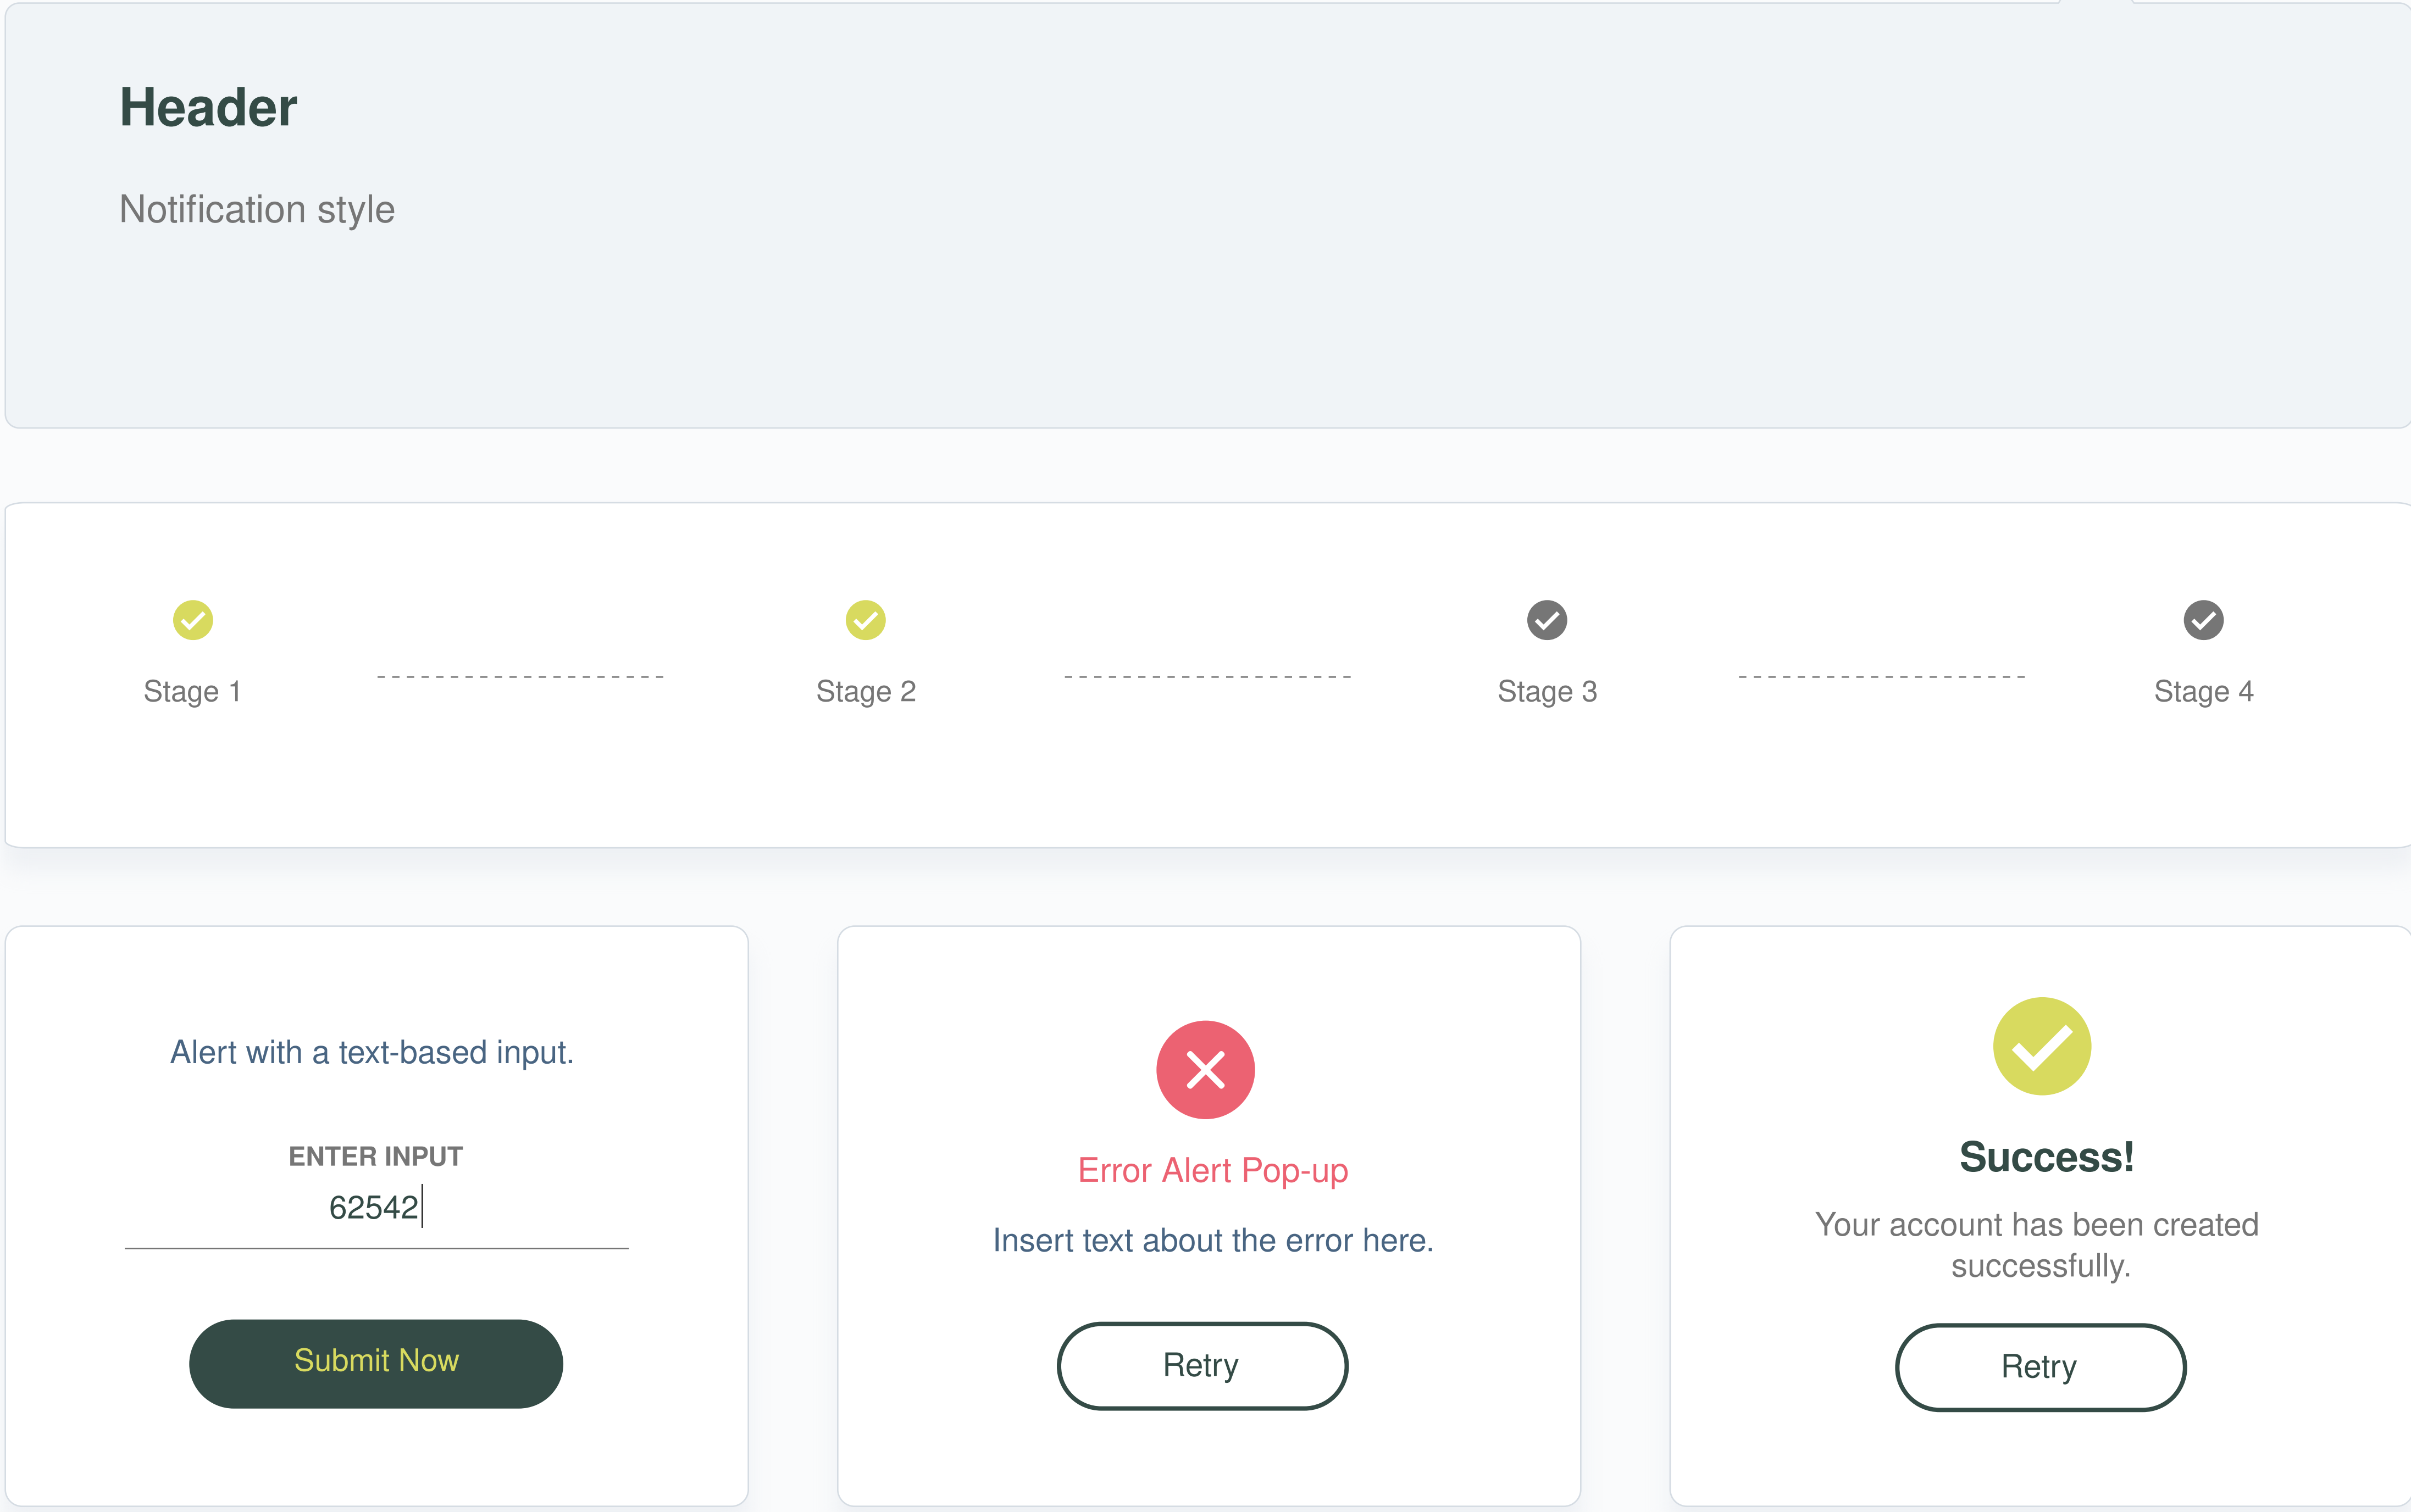 Header
Notification style
Stage 1
Stage 2
Stage 3
Stage 4
Alert with a text-based input.
ENTER INPUT
62542
Submit Now
Error Alert Pop-up
Insert text about the error here.
Retry
Success!
Your account has been created
successfully.
Retry